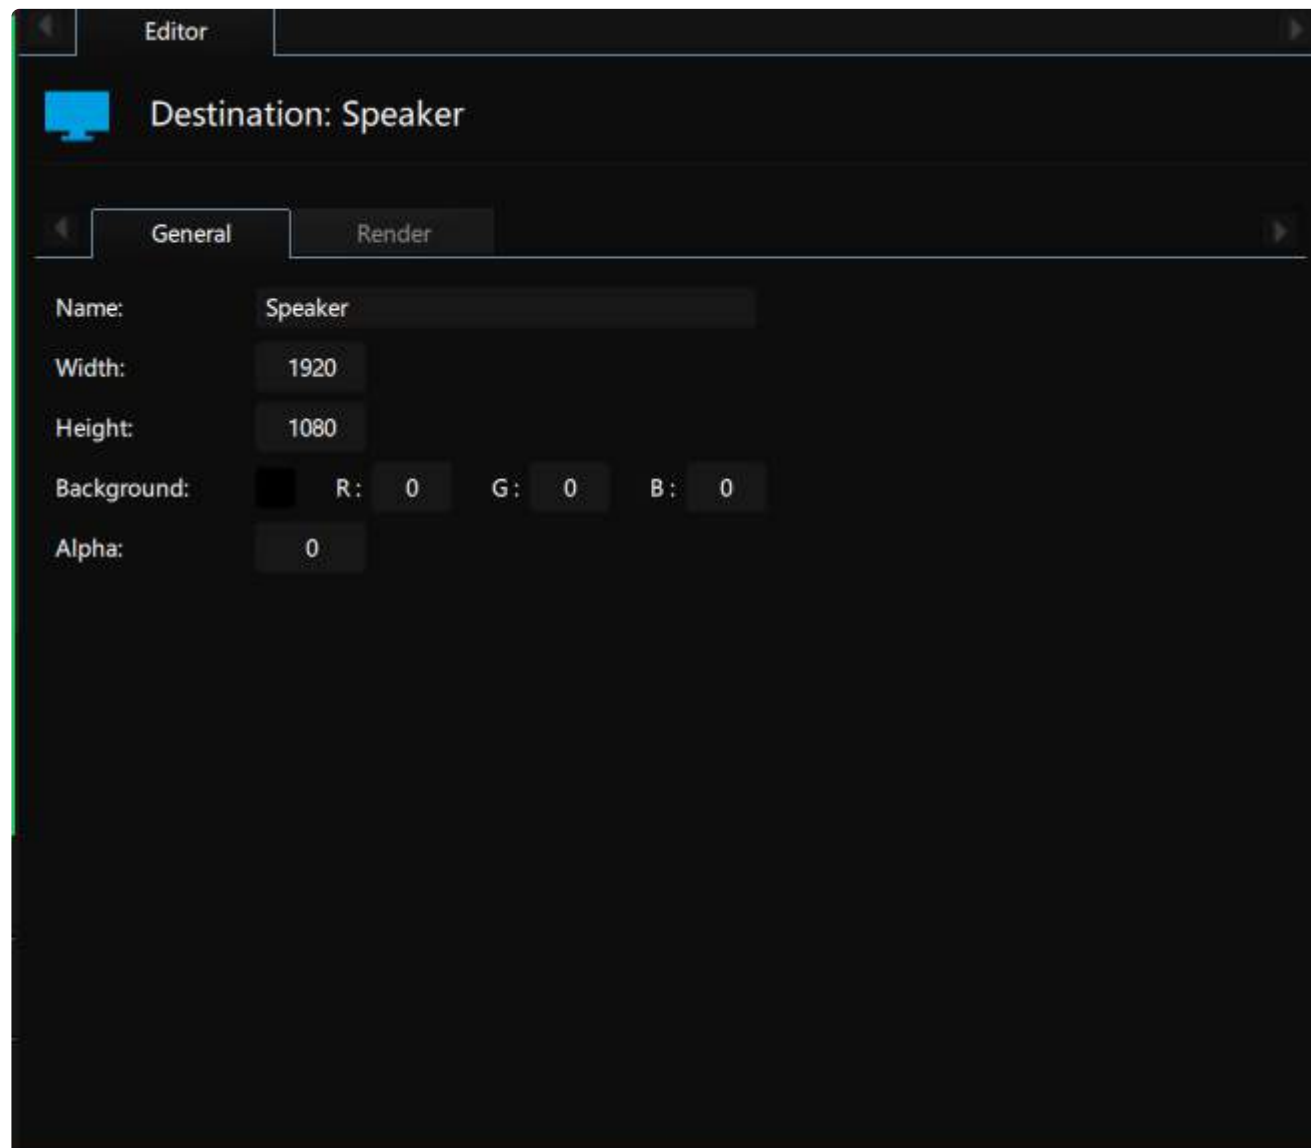 Editor
Destination: Speaker
General Render
Name: Speaker
Width: 1920
Height: 1080
Background: R: 0 G: 0 B: 0
Alpha: 0